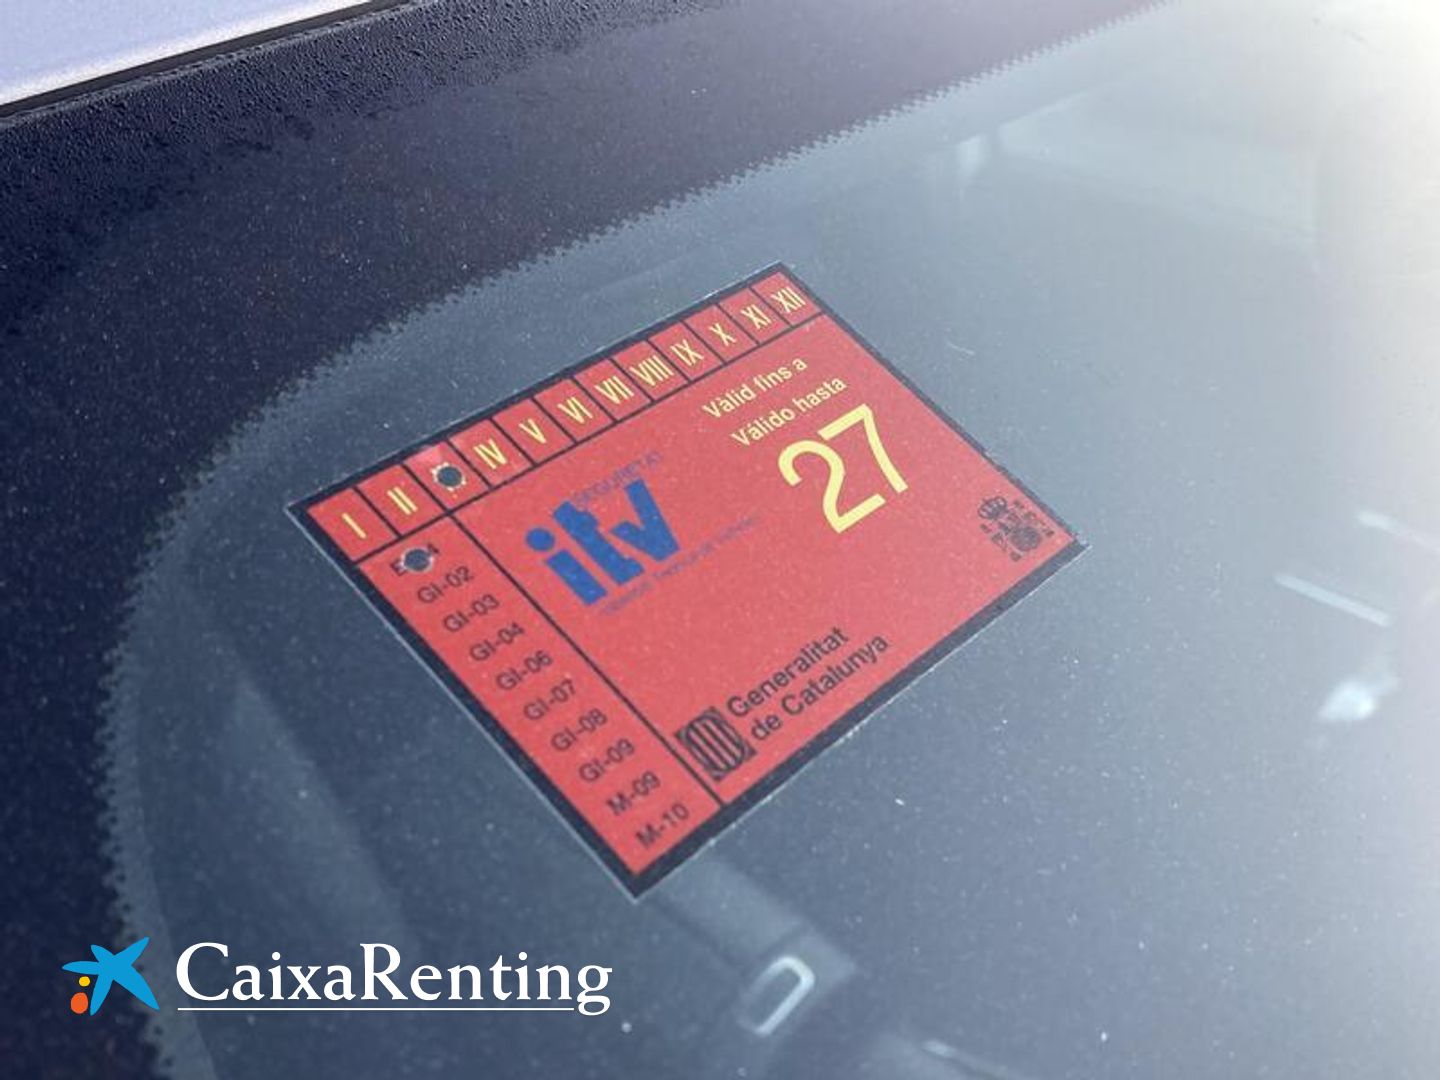 I II IV V VI VII VIII IX X XI XII
Vàlid fins a
Válido hasta
27
SEGURETAT
itv
GI-02
GI-03
GI-04
GI-06
GI-07
GI-08
GI-09
M-09
M-10
Generalitat
de Catalunya
CaixaRenting